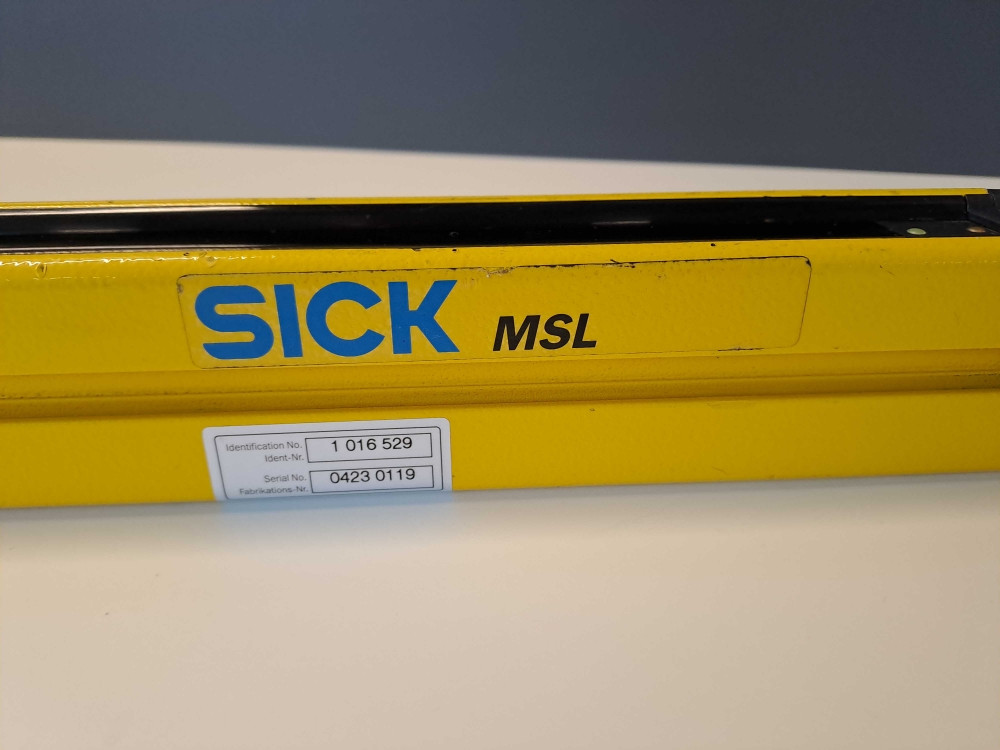 SICK MSL
Identification No. 1 016 529
Ident-Nr.
Serial No. 0423 0119
Fabrikations-Nr.